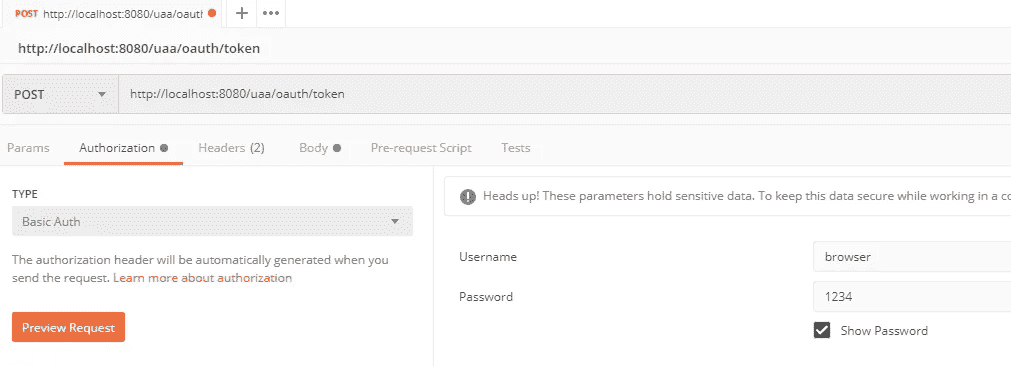 POST http://localhost:8080/uaa/oaut
http://localhost:8080/uaa/oauth/token
POST http://localhost:8080/uaa/oauth/token
Params Authorization Headers (2) Body Pre-request Script Tests
TYPE
Basic Auth
The authorization header will be automatically generated when you
send the request. Learn more about authorization
Preview Request
Heads up! These parameters hold sensitive data. To keep this data secure while working in a co
Username browser
Password 1234
Show Password